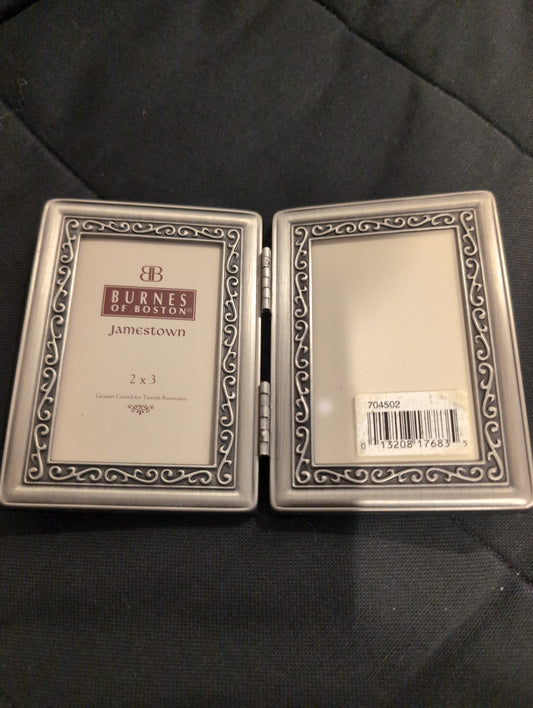 BB
BURNES
OF BOSTON®
Jamestown
2 x 3
Lacquer Coated for Tarnish Resistance
704502
0 13208 17683 5